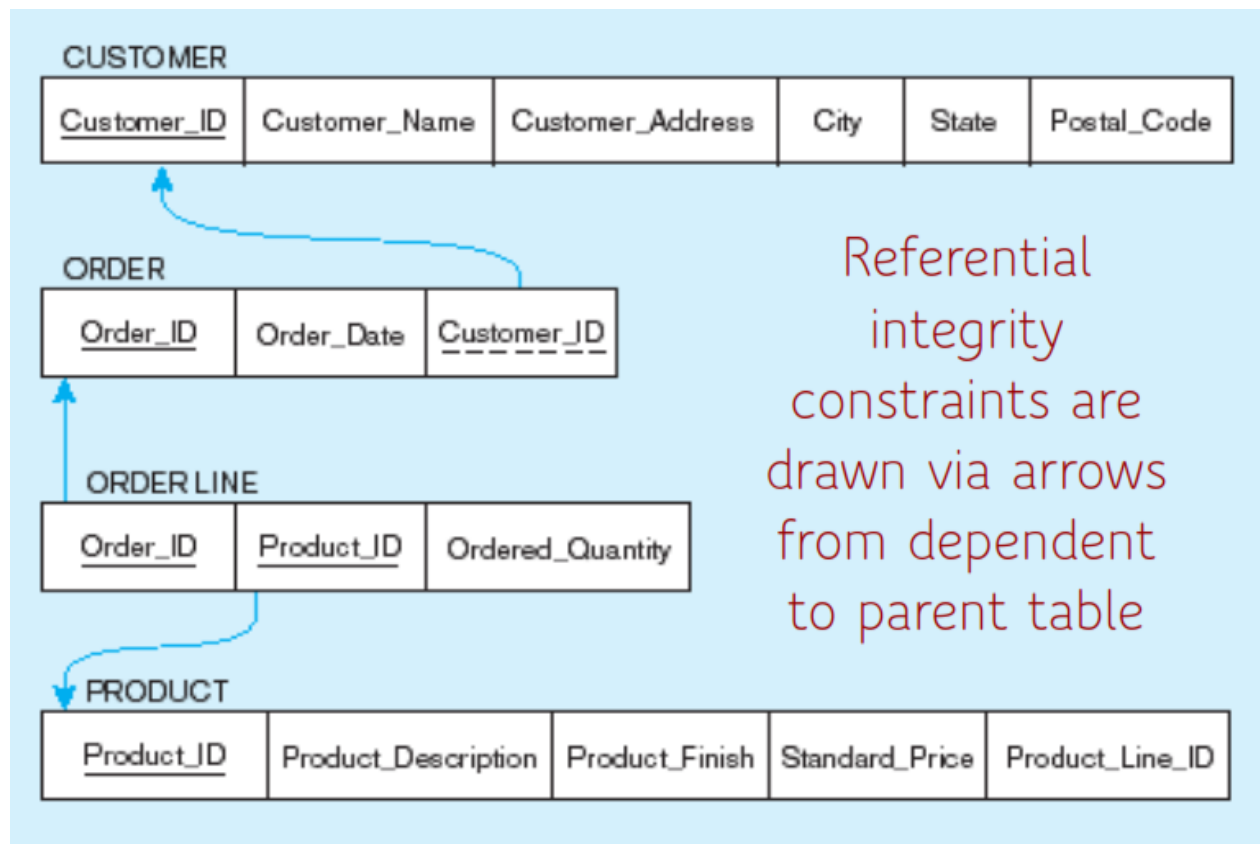 CUSTOMER
Customer_ID Customer_Name Customer_Address City State Postal_Code
ORDER
Order_ID Order_Date Customer_ID
ORDER LINE
Order_ID Product_ID Ordered_Quantity
PRODUCT
Product_ID Product_Description Product_Finish Standard_Price Product_Line_ID
Referential
integrity
constraints are
drawn via arrows
from dependent
to parent table